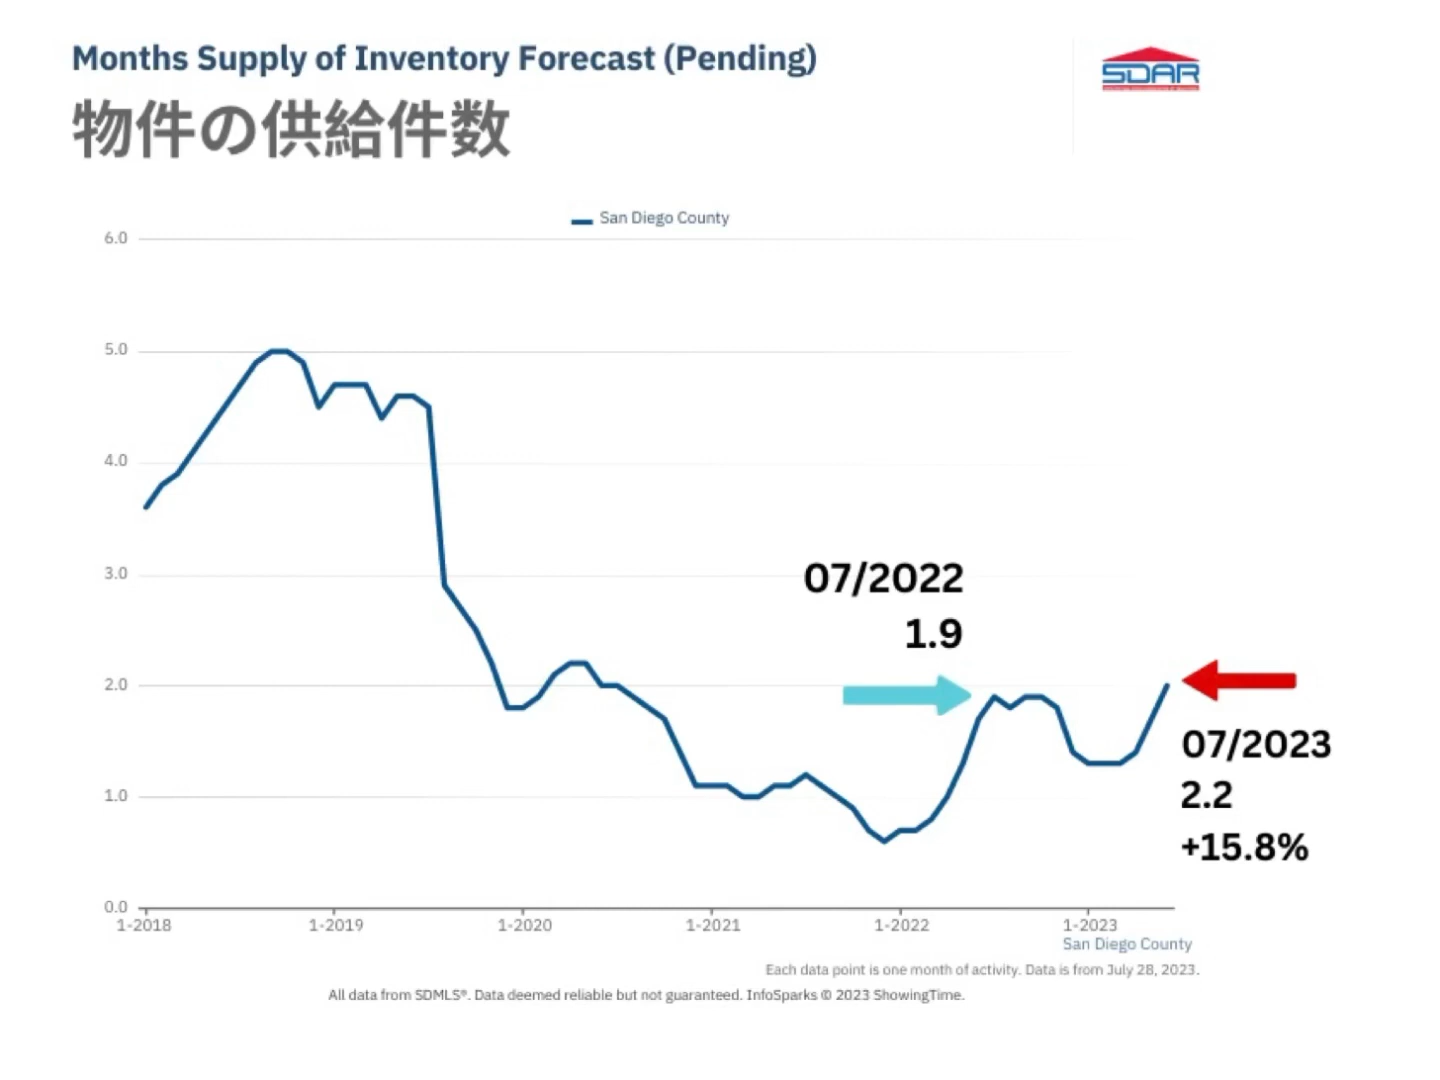 Months Supply of Inventory Forecast (Pending)
SDAR
物件の供給件数
San Diego County
6.0
5.0
4.0
3.0
2.0
1.0
0.0
07/2022
1.9
07/2023
2.2
+15.8%
1-2018
1-2019
1-2020
1-2021
1-2022
1-2023
San Diego County
Each data point is one month of activity. Data is from July 28, 2023.
All data from SDMLS®. Data deemed reliable but not guaranteed. InfoSparks © 2023 ShowingTime.